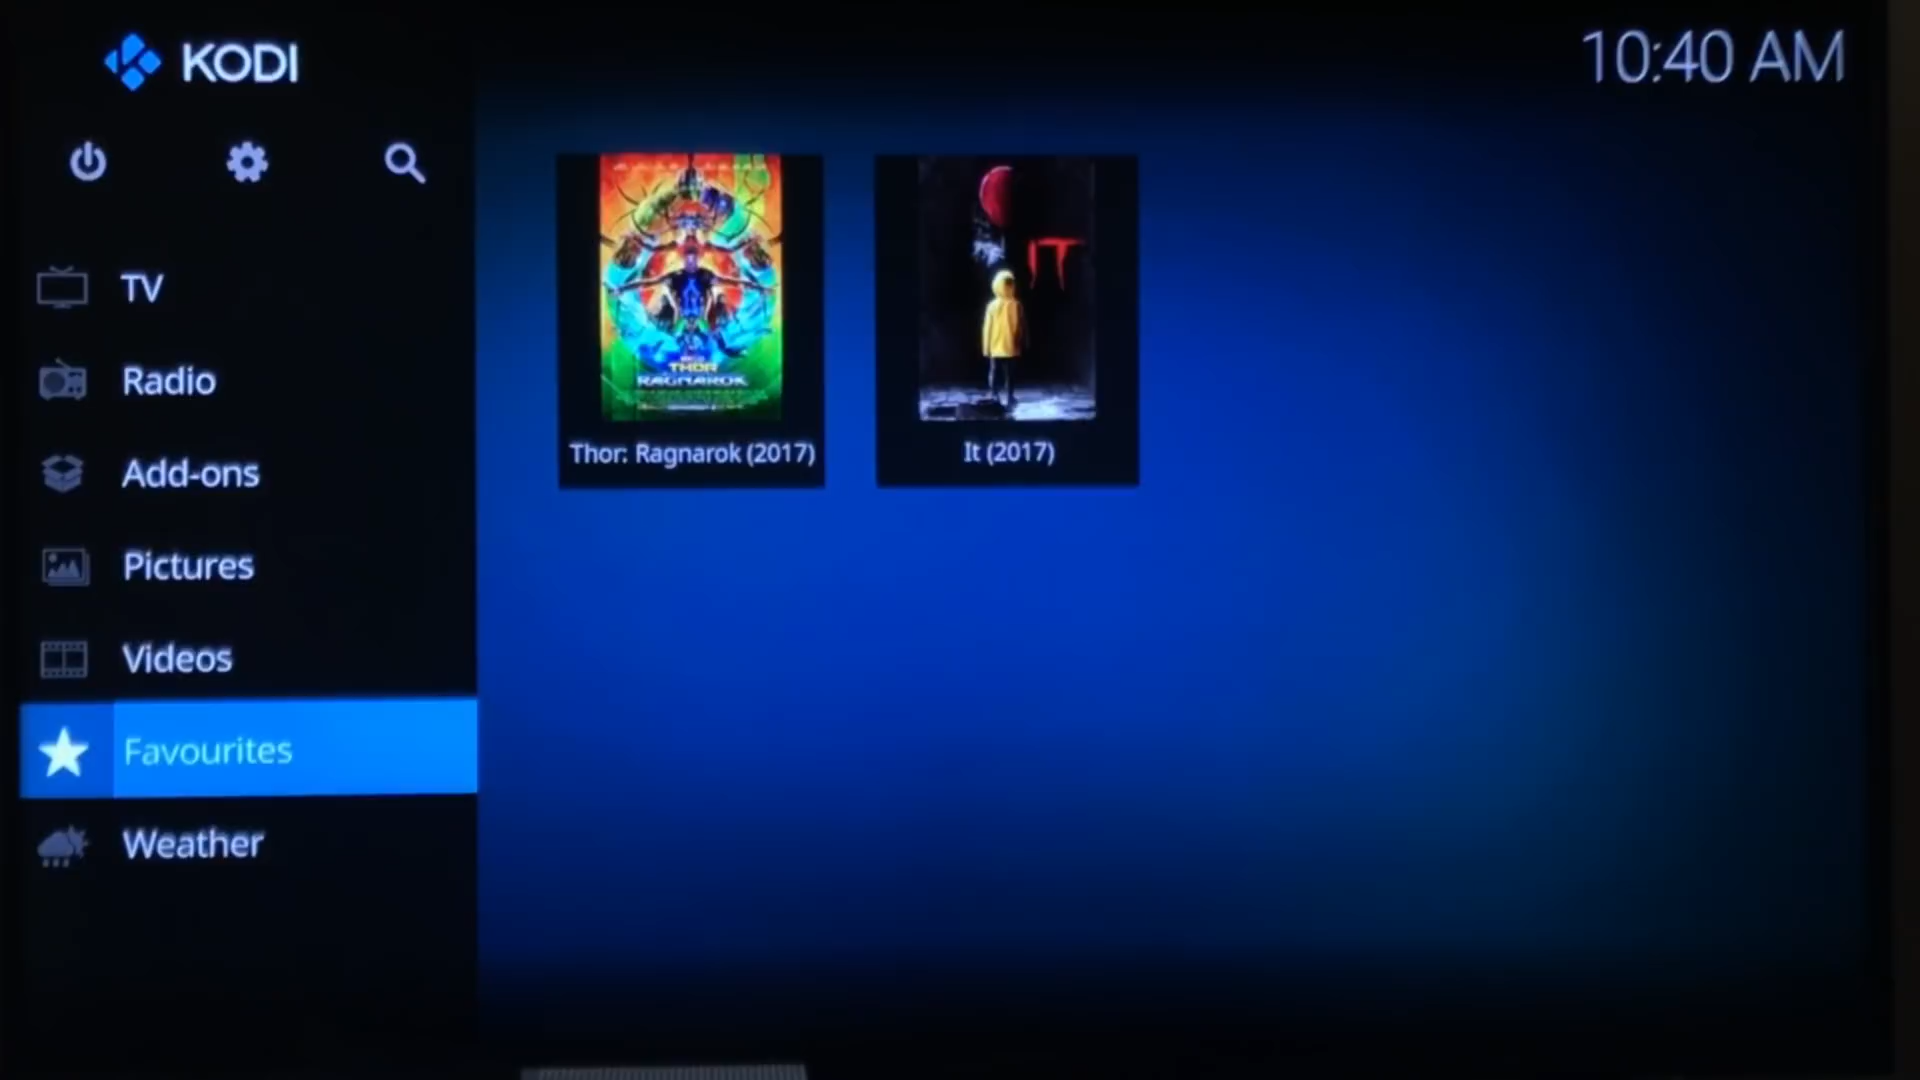 KODI
10:40 AM
TV
Radio
Add-ons
Pictures
Videos
Favourites
Weather
THOR
RAGNAROK
Thor: Ragnarok (2017)
IT
It (2017)